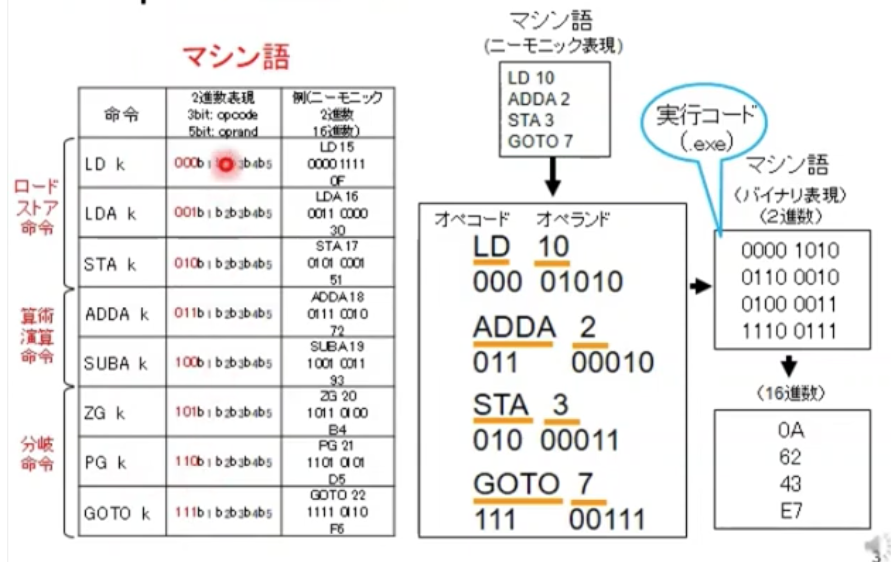 マシン語
命令
2進数表現
3bit: opcode
5bit: oprand
例(ニーモニック
2進数
16進数)
ロード
ストア
命令
LD k
000b1 3b4b5
LD 15
0000 1111
0F
LDA k
001b1b2b3b4b5
LDA 16
0011 0000
30
STA k
010b1b2b3b4b5
STA 17
0101 0001
51
算術
演算
命令
ADDA k
011b1b2b3b4b5
ADDA18
0111 0010
72
SUBA k
100b1b2b3b4b5
SUBA19
1001 0011
93
分岐
命令
ZG k
101b1b2b3b4b5
ZG 20
1011 0100
B4
PG k
110b1b2b3b4b5
PG 21
1101 0101
D5
GOTO k
111b1b2b3b4b5
GOTO 22
1111 0110
F6
マシン語
(ニーモニック表現)
LD 10
ADDA 2
STA 3
GOTO 7
オペコード オペランド
LD 10
000 01010
ADDA 2
011 00010
STA 3
010 00011
GOTO 7
111 00111
実行コード
(.exe)
マシン語
(バイナリ表現)
(2進数)
0000 1010
0110 0010
0100 0011
1110 0111
(16進数)
0A
62
43
E7
3